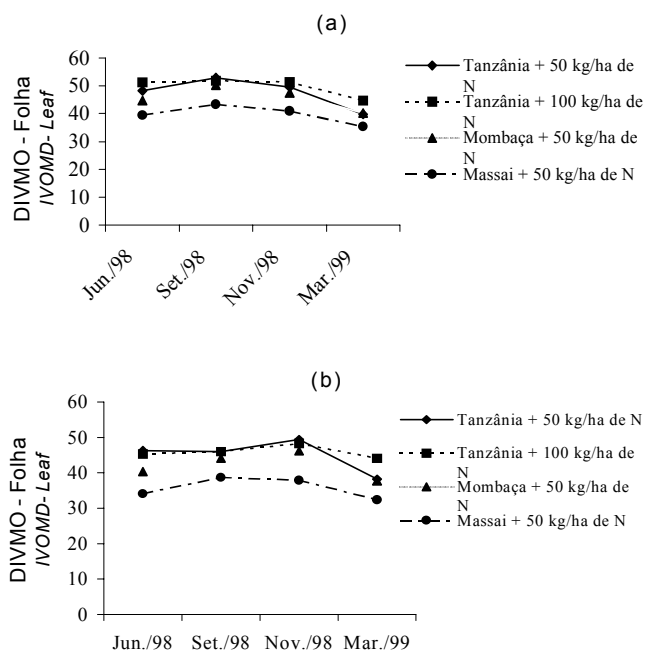 (a)
60
50
40
30
20
10
0
DIVMO - Folha
IVOMD- Leaf
Jun./98
Set./98
Nov./98
Mar./99
Tanzânia + 50 kg/ha de
N
Tanzânia + 100 kg/ha de
N
Mombaça + 50 kg/ha de
N
Massai + 50 kg/ha de N
(b)
60
50
40
30
20
10
0
DIVMO - Folha
IVOMD- Leaf
Jun./98 Set./98 Nov./98 Mar./99
Tanzânia + 50 kg/ha de N
Tanzânia + 100 kg/ha de
N
Mombaça + 50 kg/ha de
N
Massai + 50 kg/ha de N